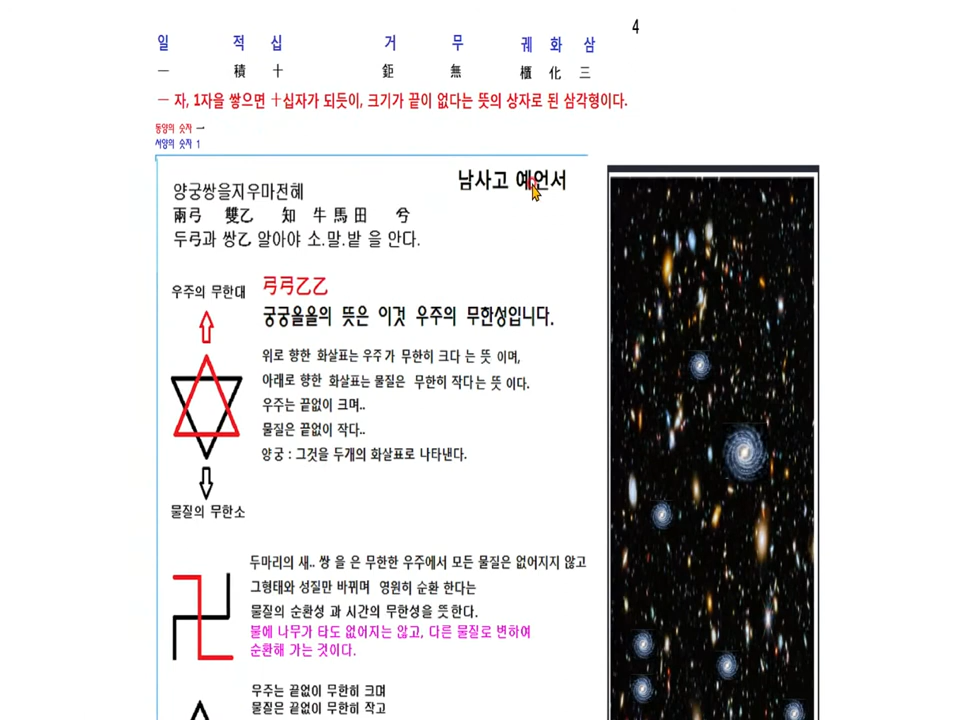 4
일 적 십 거 무 궤 화 삼
一 積 十 鉅 無 櫃 化 三
一 자, 1자을 쌓으면 十십자가 되듯이, 크기가 끝이 없다는 뜻의 상자로 된 삼각형이다.
동양의 숫자 一
서양의 숫자 1
남사고 예언서
양궁쌍을지우마전혜
兩弓 雙乙 知 牛 馬 田 兮
두弓과 쌍乙 알아야 소.말.밭 을 안다.
우주의 무한대
弓弓乙乙
궁궁을을의 뜻은 이것 우주의 무한성입니다.
위로 향한 화살표는 우주가 무한히 크다 는 뜻 이며,
아래로 향한 화살표는 물질은 무한히 작다는 뜻 이다.
우주는 끝없이 크며..
물질은 끝없이 작다..
양궁 : 그것을 두개의 화살표로 나타낸다.
물질의 무한소
두마리의 새.. 쌍 을 은 무한한 우주에서 모든 물질은 없어지지 않고
그형태와 성질만 바뀌며 영원히 순환 한다는
물질의 순환성 과 시간의 무한성을 뜻한다.
불에 나무가 타도 없어지는 않고, 다른 물질로 변하여
순환해 가는 것이다.
우주는 끝없이 무한히 크며
물질은 끝없이 무한히 작고